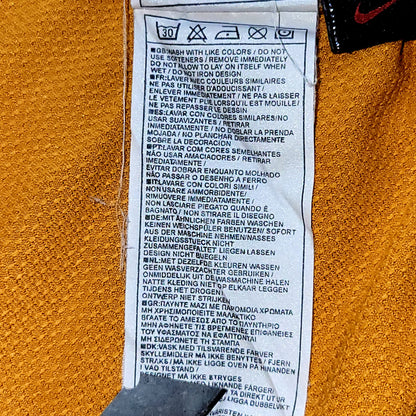 30
■GB:WASH WITH LIKE COLORS / DO NOT
USE SOFTENERS / REMOVE IMMEDIATELY
DO NOT ALLOW TO LAY ON ITSELF WHEN
WET / DO NOT IRON DESIGN
■FR:LAVER AVEC COULEURS SIMILAIRES
/ NE PAS UTILISER D'ADOUCISSANT /
ENLEVER IMMEDIATEMENT / NE PAS LAISSER
LE VETEMENT PLIE LORSQU'IL EST MOUILLE /
NE PAS REPASSER LE DESSIN
■ES:LAVAR CON COLORES SIMILARES / NO
USAR SUAVIZANTES / RETIRAR
INMEDIATAMENTE / NO DOBLAR LA PRENDA
MOJADA / NO PLANCHAR DIRECTAMENTE
SOBRE LA DECORACION
■PT:LAVAR COM CORES SEMELHANTES
NÃO USAR AMACIADORES / RETIRAR
IMEDIATAMENTE /
EVITAR DOBRAR ENQUANTO MOLHADO
NÃO PASSAR O DESENHO A FERRO
■IT:LAVARE CON COLORI SIMILI /
NON USARE AMMORBIDENTE /
RIMUOVERE IMMEDIATAMENTE /
NON LASCIARE PIEGATO QUANDO È
BAGNATO / NON STIRARE IL DISEGNO
■DE:MIT ÄHNLICHEN FARBEN WASCHEN
KEINEN WEICHSPÜLER BENUTZEN/ SOFORT
AUS DER MASCHINE NEHMEN/NASSES
KLEIDUNGSSTÜCK NICHT
ZUSAMMENGEFALTET LIEGEN LASSEN
DESIGN NICHT BÜGELN
■NL:MET DEZELFDE KLEUREN WASSEN
GEEN WASVERZACHTER GEBRUIKEN /
ONMIDDELLIJK UIT DE WASMACHINE HALEN
NATTE KLEDING NIET OP ELKAAR LEGGEN
ONTWERP NIET STRIJKEN
■GR:ΠΛΥΝΤΕ ΜΑΖΙ ΜΕ ΠΑΡΟΜΟΙΑ ΧΡΩΜΑΤΑ
ΜΗ ΧΡΗΣΙΜΟΠΟΙΕΙΤΕ ΜΑΛΑΚΤΙΚΟ
ΒΓΑΛΤΕ ΤΟ ΑΜΕΣΩΣ ΑΠΟ ΤΟ ΠΛΥΝΤΗΡΙΟ
ΜΗΝ ΑΦΗΝΕΤΕ ΤΙΣ ΒΡΕΓΜΕΝΕΣ ΕΠΙΦΑΝΕΙΕΣ
ΤΟΥ ΝΑ ΕΡΧΟΝΤΑΙ ΣΕ ΕΠΑΦΗ
ΜΗ ΣΙΔΕΡΩΝΕΤΕ ΤΗ ΣΤΑΜΠΑ
■DK:VASK MED TILSVARENDE FARVER
SKYLLEMIDLER MÅ IKKE BENYTTES / FJERN
STRAKS / MÅ IKKE LIGGE FOLDET
I VÅD TILSTAND /
DESIGNET MÅ IKKE STRYGES
MED TILSVARENDE FARGER/